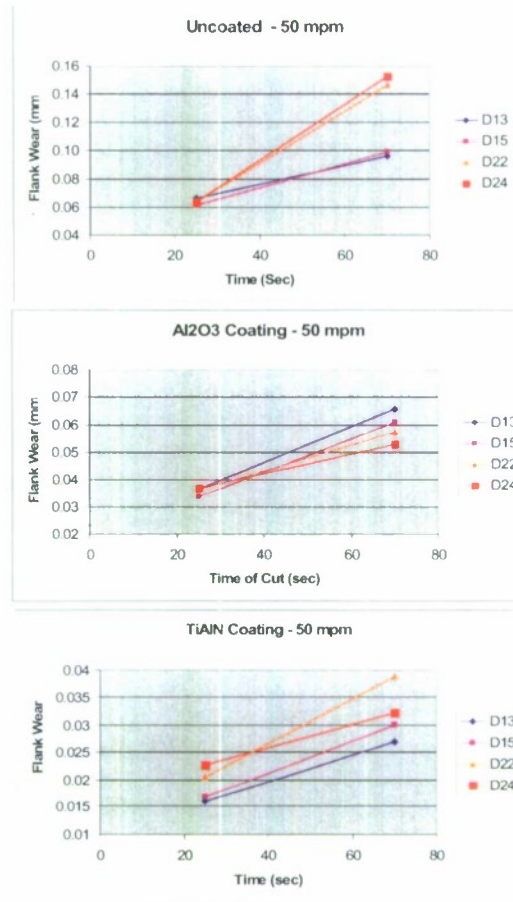 Uncoated - 50 mpm
Flank Wear (mm
0.16
0.14
0.12
0.10
0.08
0.06
0.04
0
20
40
60
80
Time (Sec)
D13
D15
D22
D24
Al2O3 Coating - 50 mpm
Flank Wear (mm
0.08
0.07
0.06
0.05
0.04
0.03
0.02
0
20
40
60
80
Time of Cut (sec)
D13
D15
D22
D24
TiAlN Coating - 50 mpm
Flank Wear
0.04
0.035
0.03
0.025
0.02
0.015
0.01
0
20
40
60
80
Time (sec)
D13
D15
D22
D24